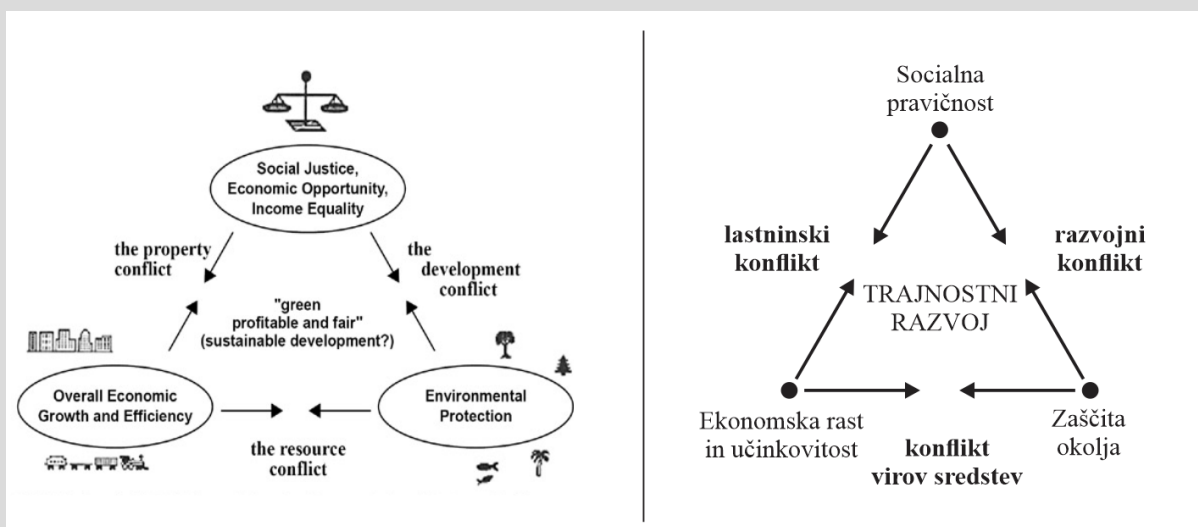 Social Justice,
Economic Opportunity,
Income Equality
the property
conflict
the
development
conflict
"green
profitable and fair"
(sustainable development?)
Overall Economic
Growth and Efficiency
Environmental
Protection
the resource
conflict
Socialna
pravičnost
lastninski
konflikt
razvojni
konflikt
TRAJNOSTNI
RAZVOJ
Ekonomska rast
in učinkovitost
Zaščita
okolja
konflikt
virov sredstev